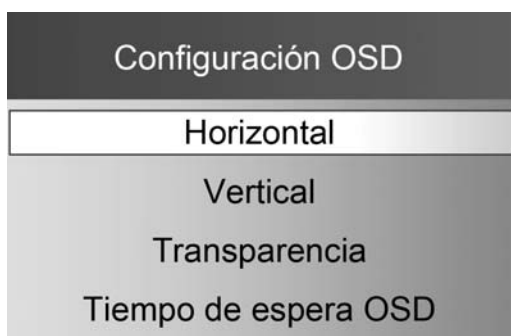 Configuración OSD
Horizontal
Vertical
Transparencia
Tiempo de espera OSD